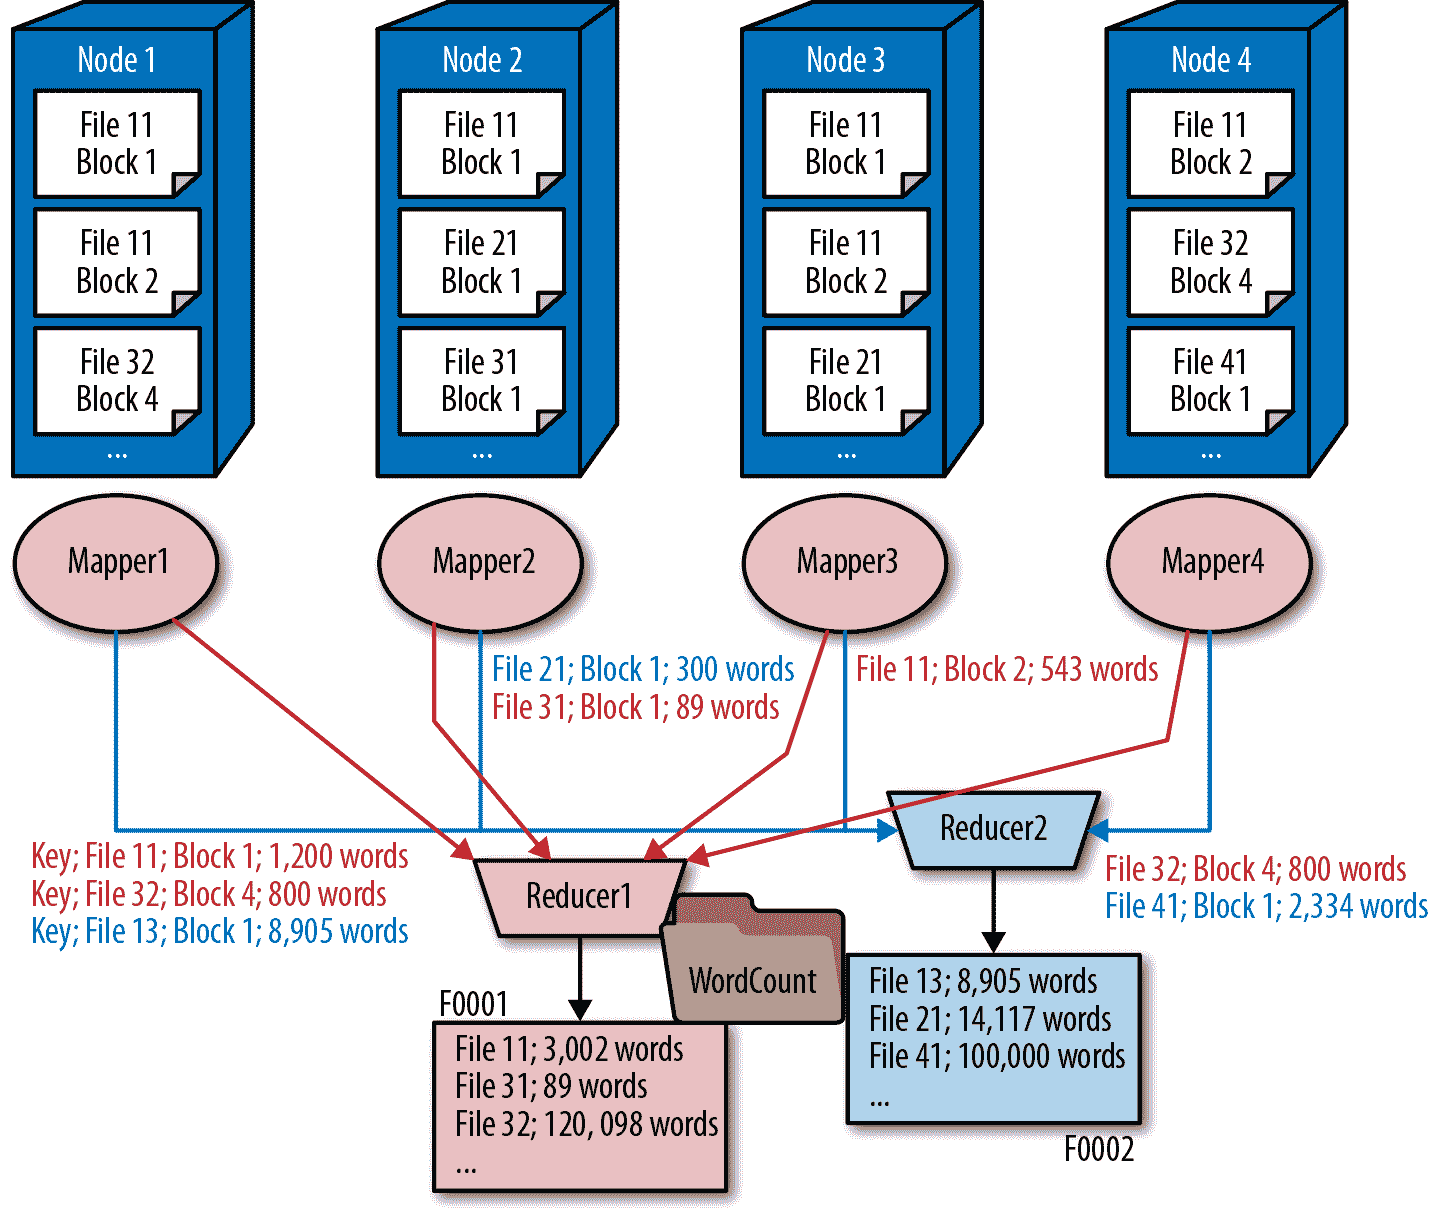 Node 1
File 11
Block 1
File 11
Block 2
File 32
Block 4
...
Node 2
File 11
Block 1
File 21
Block 1
File 31
Block 1
...
Node 3
File 11
Block 1
File 11
Block 2
File 21
Block 1
...
Node 4
File 11
Block 2
File 32
Block 4
File 41
Block 1
...
Mapper1
Mapper2
Mapper3
Mapper4
File 21; Block 1; 300 words
File 31; Block 1; 89 words
File 11; Block 2; 543 words
Key; File 11; Block 1; 1,200 words
Key; File 32; Block 4; 800 words
Key; File 13; Block 1; 8,905 words
Reducer1
Reducer2
File 32; Block 4; 800 words
File 41; Block 1; 2,334 words
WordCount
F0001
File 11; 3,002 words
File 31; 89 words
File 32; 120, 098 words
...
File 13; 8,905 words
File 21; 14,117 words
File 41; 100,000 words
...
F0002